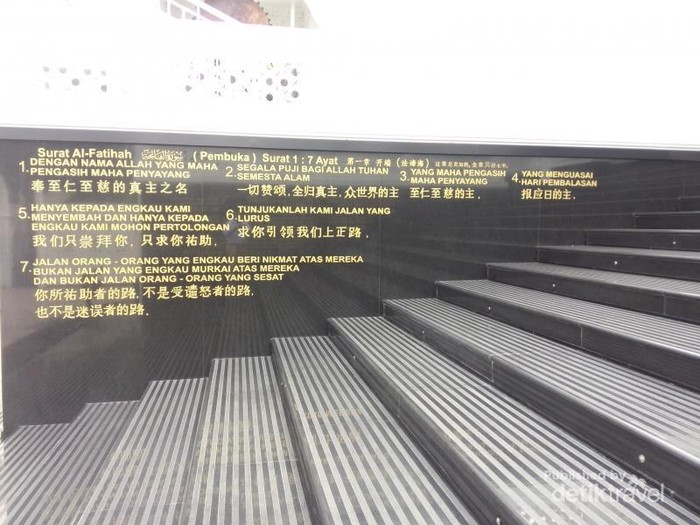 Surat Al-Fatihah ( Pembuka ) Surat 1 : 7 Ayat 第一章 开端 (法谛海)
1. DENGAN NAMA ALLAH YANG MAHA
PENGASIH MAHA PENYAYANG
奉至仁至慈的真主之名
2. SEGALA PUJI BAGI ALLAH TUHAN
SEMESTA ALAM
一切赞颂, 全归真主, 众世界的主
3. YANG MAHA PENGASIH
MAHA PENYAYANG
至仁至慈的主.
4. YANG MENGUASAI
HARI PEMBALASAN
报应日的主.
5. HANYA KEPADA ENGKAU KAMI
MENYEMBAH DAN HANYA KEPADA
ENGKAU KAMI MOHON PERTOLONGAN
我们只崇拜你, 只求你祐助.
6. TUNJUKANLAH KAMI JALAN YANG
LURUS
求你引领我们上正路.
7. JALAN ORANG - ORANG YANG ENGKAU BERI NIKMAT ATAS MEREKA
BUKAN JALAN YANG ENGKAU MURKAI ATAS MEREKA
DAN BUKAN JALAN ORANG - ORANG YANG SESAT
你所祐助者的路, 不是受谴怒者的路,
也不是迷误者的路.
Published by
detiktravel